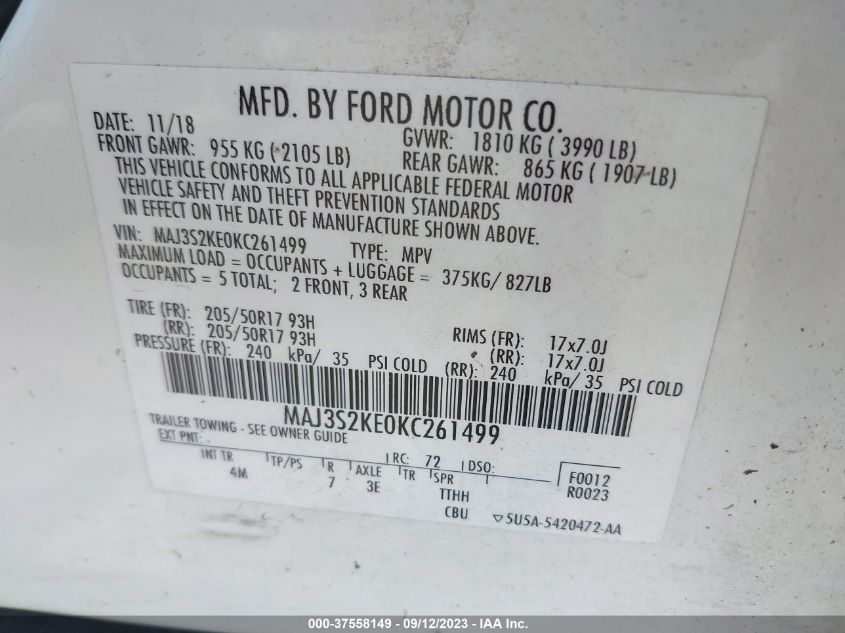 MFD. BY FORD MOTOR CO.
DATE: 11/18 GVWR: 1810 KG ( 3990 LB)
FRONT GAWR: 955 KG ( 2105 LB) REAR GAWR: 865 KG ( 1907 LB)
THIS VEHICLE CONFORMS TO ALL APPLICABLE FEDERAL MOTOR
VEHICLE SAFETY AND THEFT PREVENTION STANDARDS
IN EFFECT ON THE DATE OF MANUFACTURE SHOWN ABOVE.
VIN: MAJ3S2KE0KC261499 TYPE: MPV
MAXIMUM LOAD = OCCUPANTS + LUGGAGE = 375KG/ 827LB
OCCUPANTS = 5 TOTAL; 2 FRONT, 3 REAR
TIRE (FR): 205/50R17 93H RIMS (FR): 17x7.0J
(RR): 205/50R17 93H (RR): 17x7.0J
PRESSURE (FR): 240 kPa/ 35 PSI COLD (RR): 240 kPa/ 35 PSI COLD
MAJ3S2KE0KC261499
TRAILER TOWING - SEE OWNER GUIDE
EXT PNT: RC: 72 DSO: F0012
INT TR TP/PS R AXLE TR SPR R0023
4M 7 3E TTHH
CBU ▽5U5A-5420472-AA
000-37558149 - 09/12/2023 - IAA Inc.